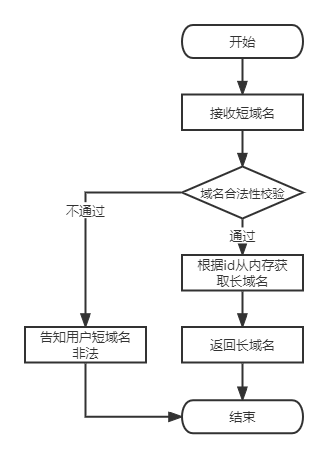 开始
接收短域名
域名合法性校验
不通过
通过
根据id从内存获
取长域名
告知用户短域名
非法
返回长域名
结束